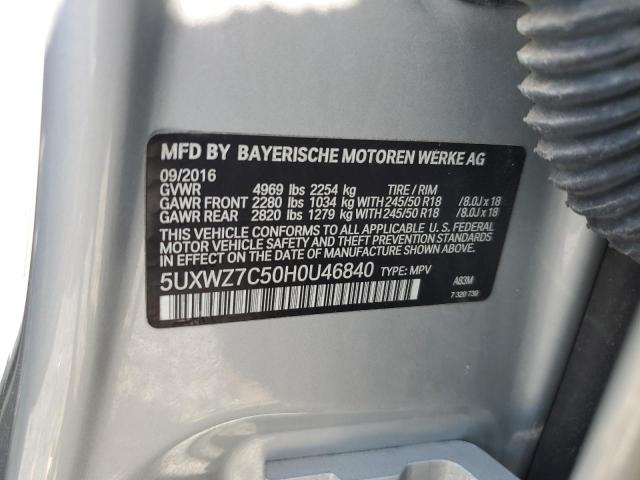 MFD BY BAYERISCHE MOTOREN WERKE AG
09/2016
GVWR 4969 lbs 2254 kg TIRE / RIM
GAWR FRONT 2280 lbs 1034 kg WITH 245/50 R18 /8.0J x 18
GAWR REAR 2820 lbs 1279 kg WITH 245/50 R18 /8.0J x 18
THIS VEHICLE CONFORMS TO ALL APPLICABLE U. S. FEDERAL
MOTOR VEHICLE SAFETY AND THEFT PREVENTION STANDARDS
IN EFFECT ON THE DATE OF MANUFACTURE SHOWN ABOVE.
5UXWZ7C50H0U46840 TYPE: MPV
A83M
7 320 730